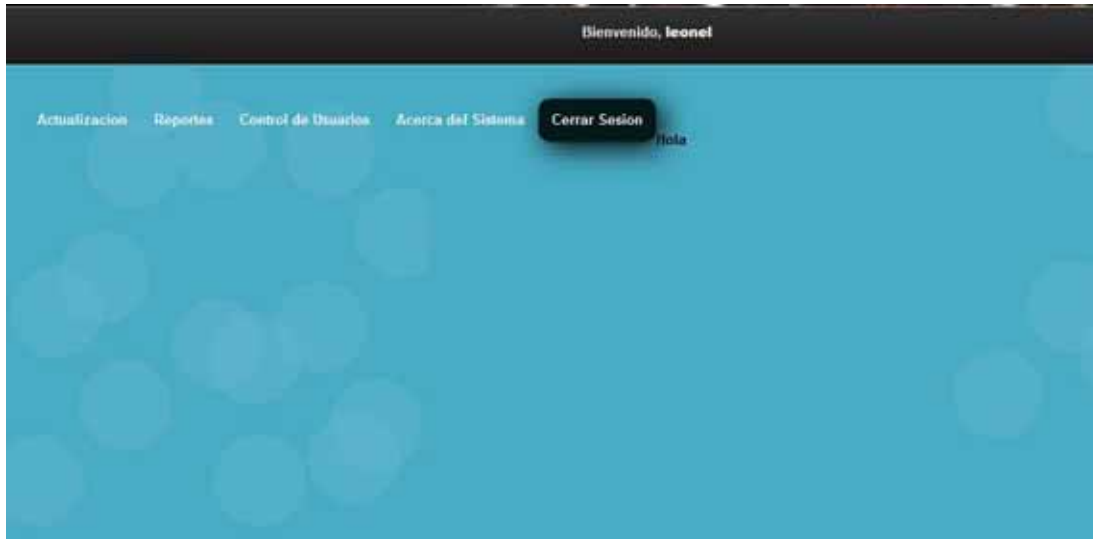 Bienvenido, leonel
Actualizacion Reportes Control de Usuarios Acerca del Sistema Cerrar Sesion
Hola